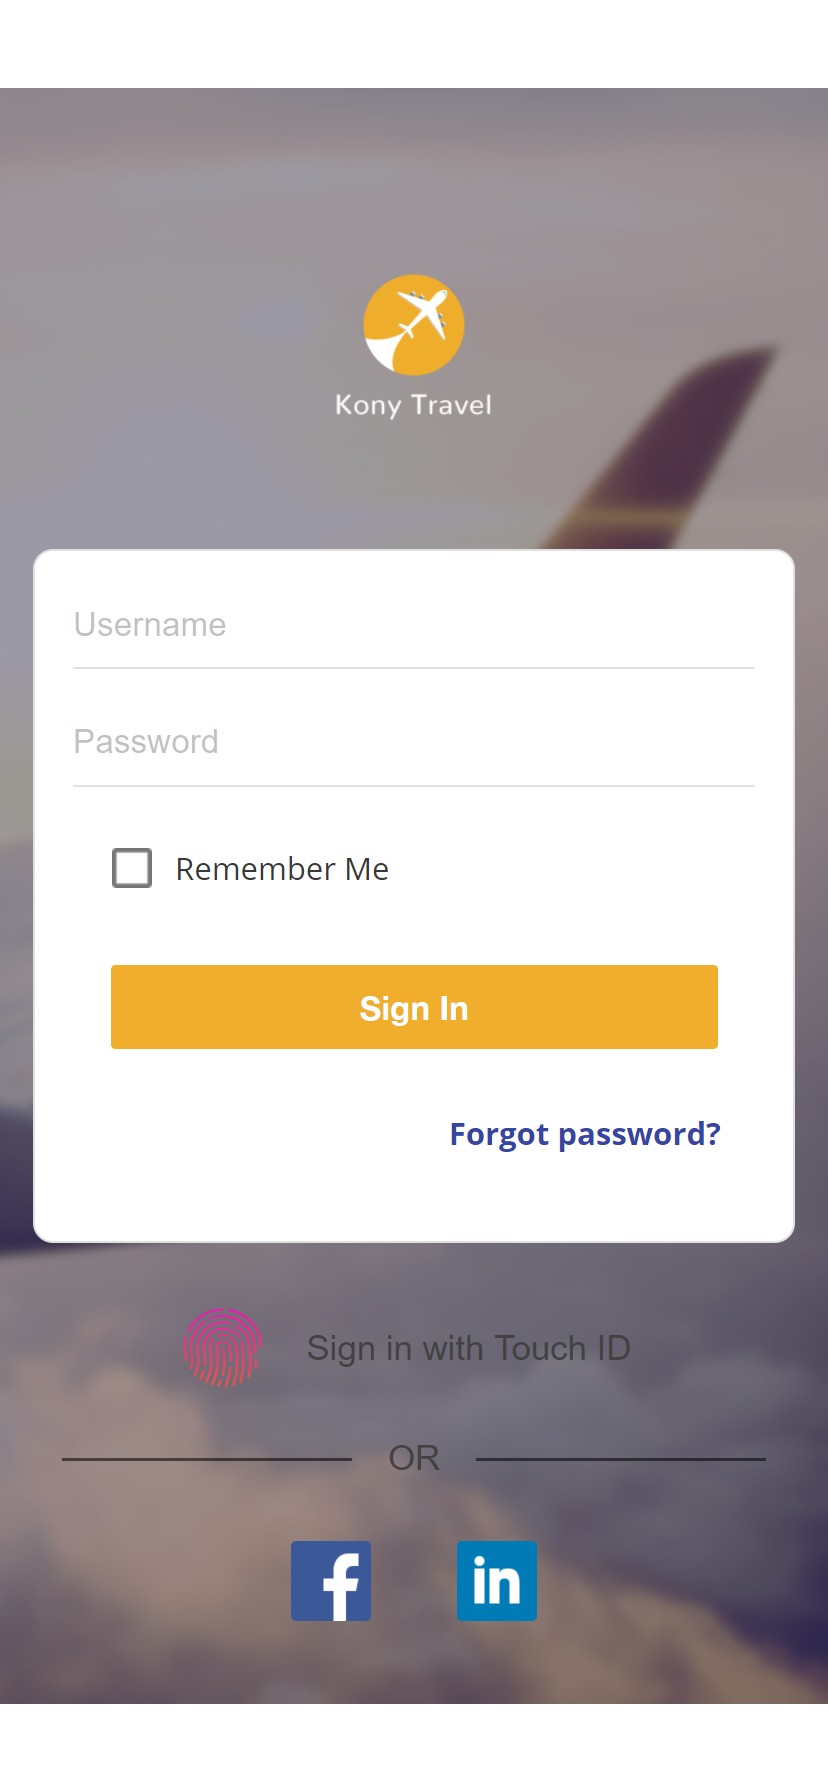 Kony Travel
Username
Password
Remember Me
Sign In
Forgot password?
Sign in with Touch ID
OR
f
in